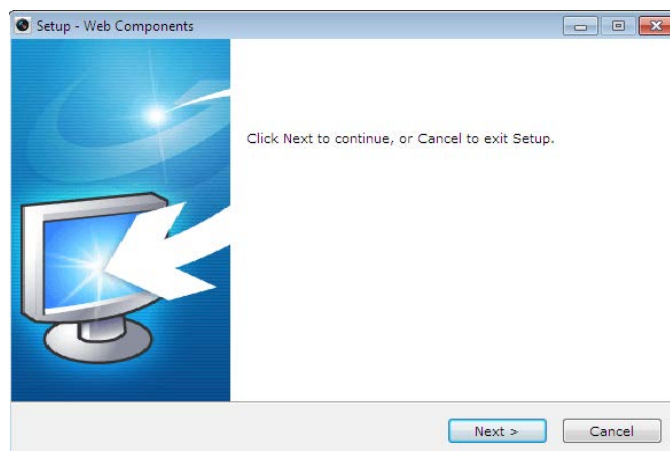 Setup - Web Components
Click Next to continue, or Cancel to exit Setup.
Next >
Cancel